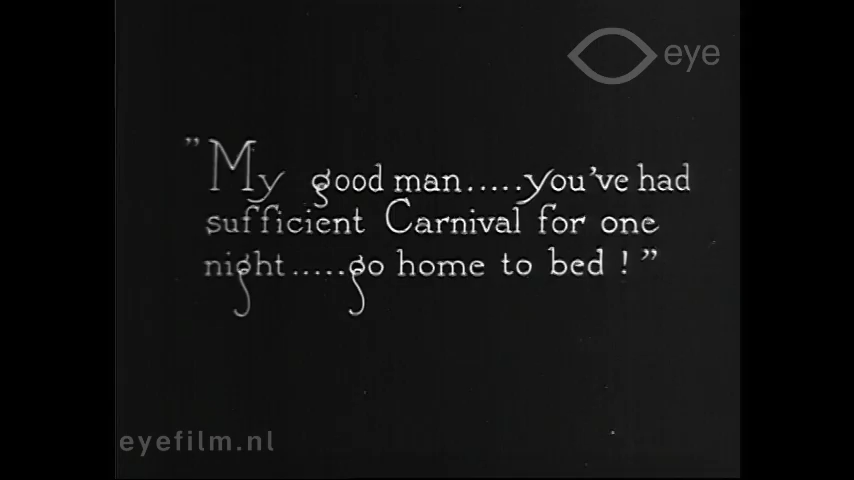 eye
”My good man.....you’ve had
sufficient Carnival for one
night.....go home to bed !”
eyefilm.nl